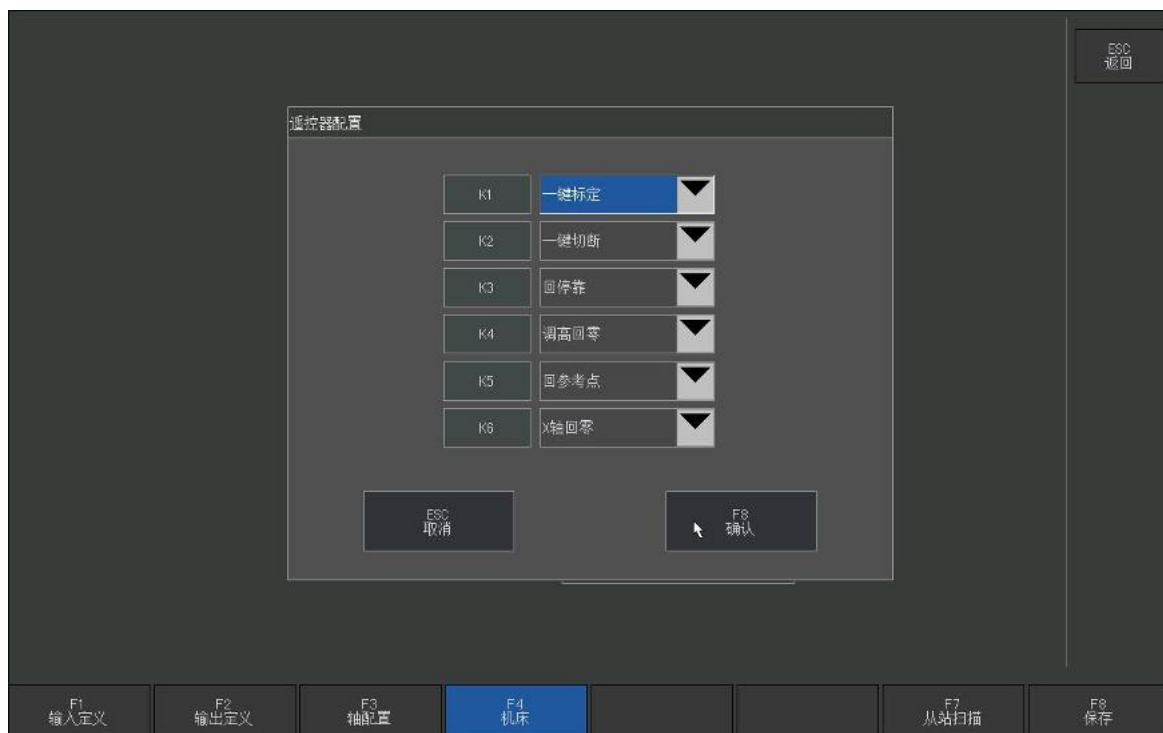 ESC
返回
遥控器配置
K1 一键标定
K2 一键切断
K3 回停靠
K4 调高回零
K5 回参考点
K6 X轴回零
ESC
取消
F8
确认
F1
输入定义
F2
输出定义
F3
轴配置
F4
机床
F7
从站扫描
F8
保存